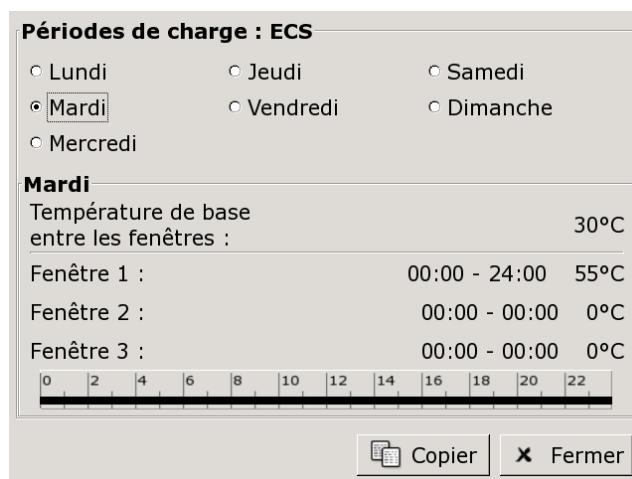 Périodes de charge : ECS
Lundi Jeudi Samedi
Mardi Vendredi Dimanche
Mercredi
Mardi
Température de base
entre les fenêtres : 30°C
Fenêtre 1 : 00:00 - 24:00 55°C
Fenêtre 2 : 00:00 - 00:00 0°C
Fenêtre 3 : 00:00 - 00:00 0°C
0 2 4 6 8 10 12 14 16 18 20 22
Copier Fermer